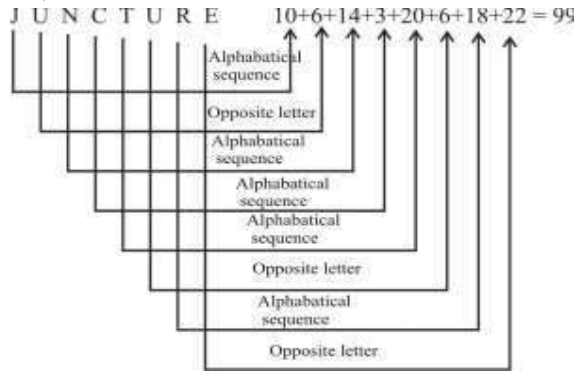 J U N C T U R E 10+6+14+3+20+6+18+22 = 99
Alphabatical
sequence
Opposite letter
Alphabatical
sequence
Alphabatical
sequence
Alphabatical
sequence
Opposite letter
Alphabatical
sequence
Opposite letter